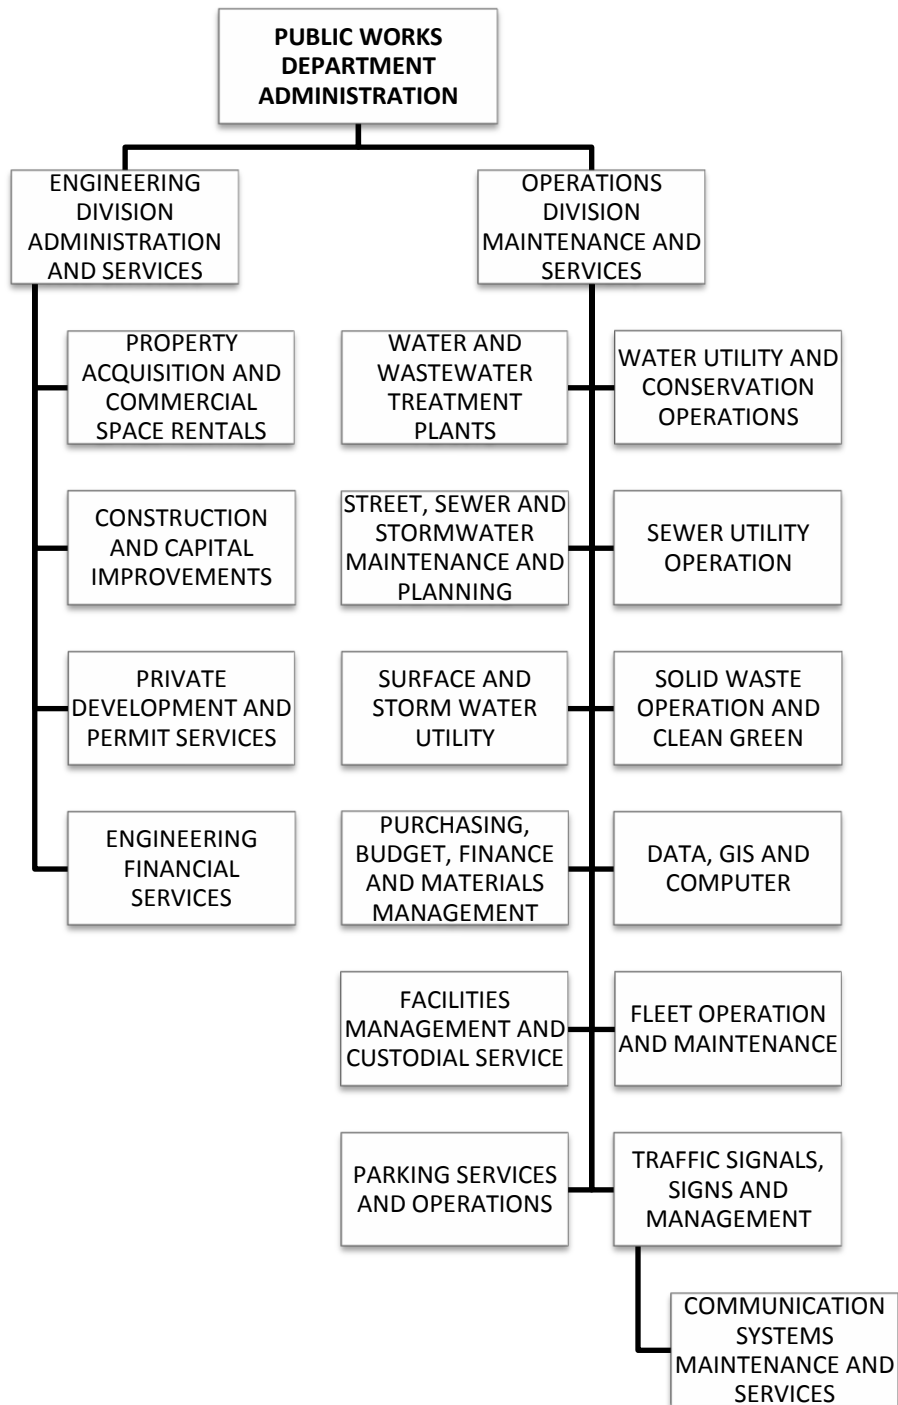 PUBLIC WORKS
DEPARTMENT
ADMINISTRATION
ENGINEERING
DIVISION
ADMINISTRATION
AND SERVICES
OPERATIONS
DIVISION
MAINTENANCE AND
SERVICES
PROPERTY
ACQUISITION AND
COMMERCIAL
SPACE RENTALS
WATER AND
WASTEWATER
TREATMENT
PLANTS
WATER UTILITY AND
CONSERVATION
OPERATIONS
CONSTRUCTION
AND CAPITAL
IMPROVEMENTS
STREET, SEWER AND
STORMWATER
MAINTENANCE AND
PLANNING
SEWER UTILITY
OPERATION
PRIVATE
DEVELOPMENT AND
PERMIT SERVICES
SURFACE AND
STORM WATER
UTILITY
SOLID WASTE
OPERATION AND
CLEAN GREEN
ENGINEERING
FINANCIAL
SERVICES
PURCHASING,
BUDGET, FINANCE
AND MATERIALS
MANAGEMENT
DATA, GIS AND
COMPUTER
FACILITIES
MANAGEMENT AND
CUSTODIAL SERVICE
FLEET OPERATION
AND MAINTENANCE
PARKING SERVICES
AND OPERATIONS
TRAFFIC SIGNALS,
SIGNS AND
MANAGEMENT
COMMUNICATION
SYSTEMS
MAINTENANCE AND
SERVICES